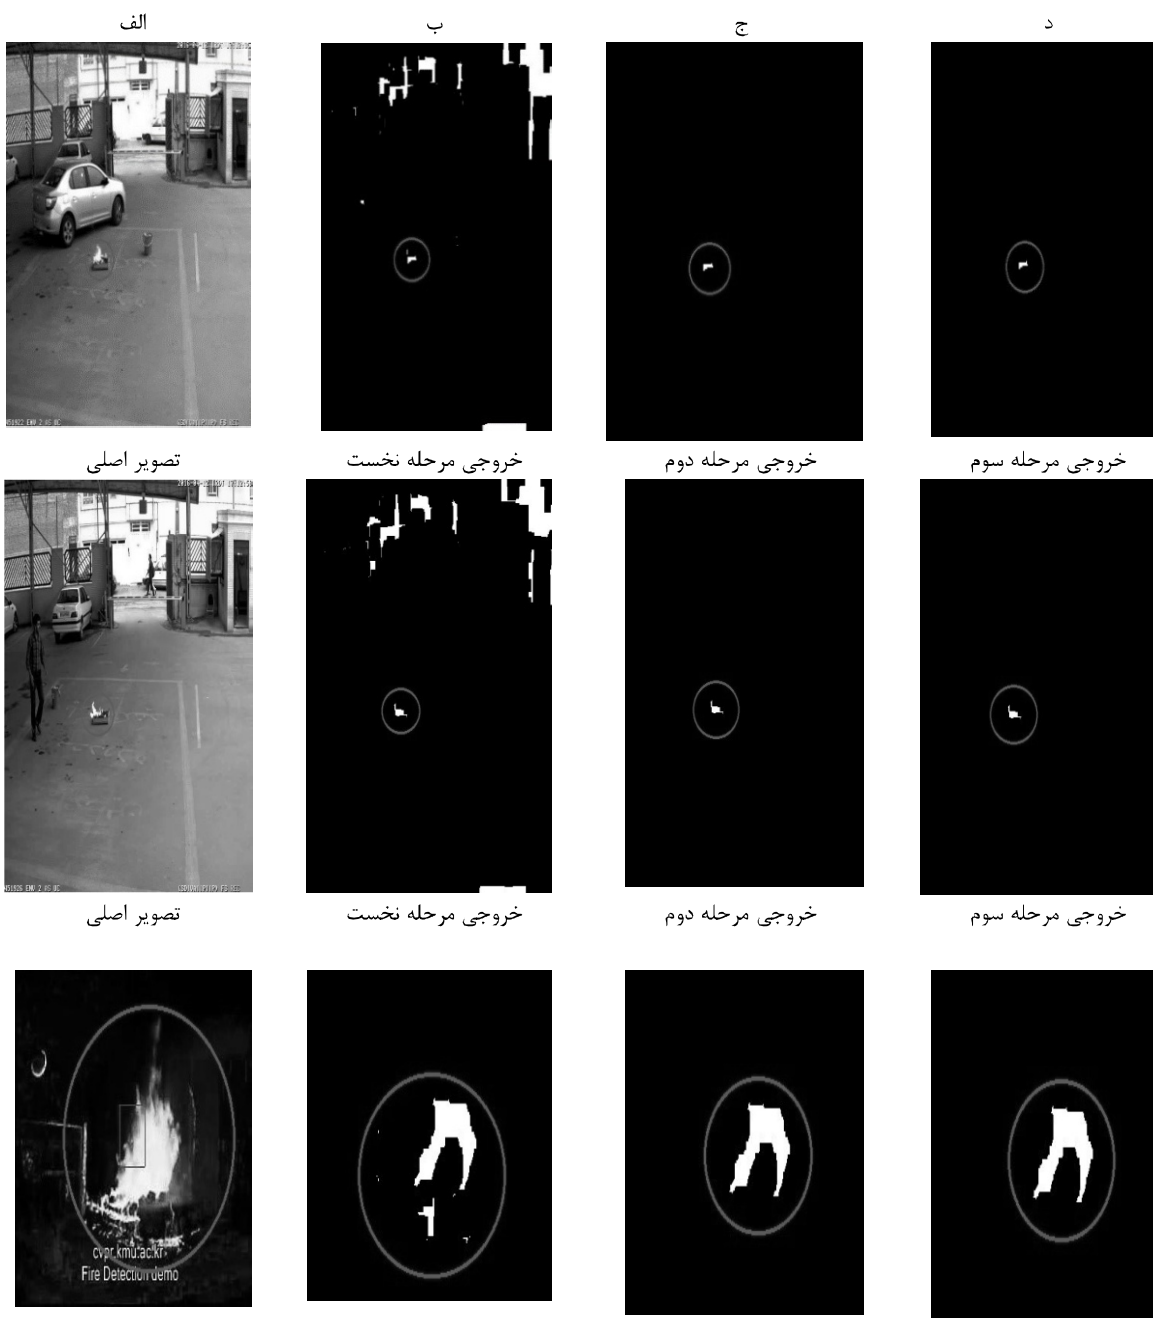 الف ب ج د
تصویر اصلی خروجی مرحله نخست خروجی مرحله دوم خروجی مرحله سوم
تصویر اصلی خروجی مرحله نخست خروجی مرحله دوم خروجی مرحله سوم
cvpr.kmu.ac.kr
Fire Detection demo